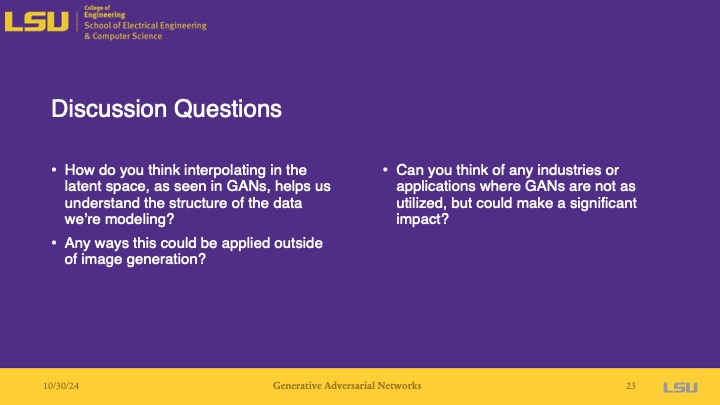 LSU
College of
Engineering
School of Electrical Engineering
& Computer Science
Discussion Questions
• How do you think interpolating in the
latent space, as seen in GANs, helps us
understand the structure of the data
we’re modeling?
• Any ways this could be applied outside
of image generation?
• Can you think of any industries or
applications where GANs are not as
utilized, but could make a significant
impact?
10/30/24
Generative Adversarial Networks
23
LSU